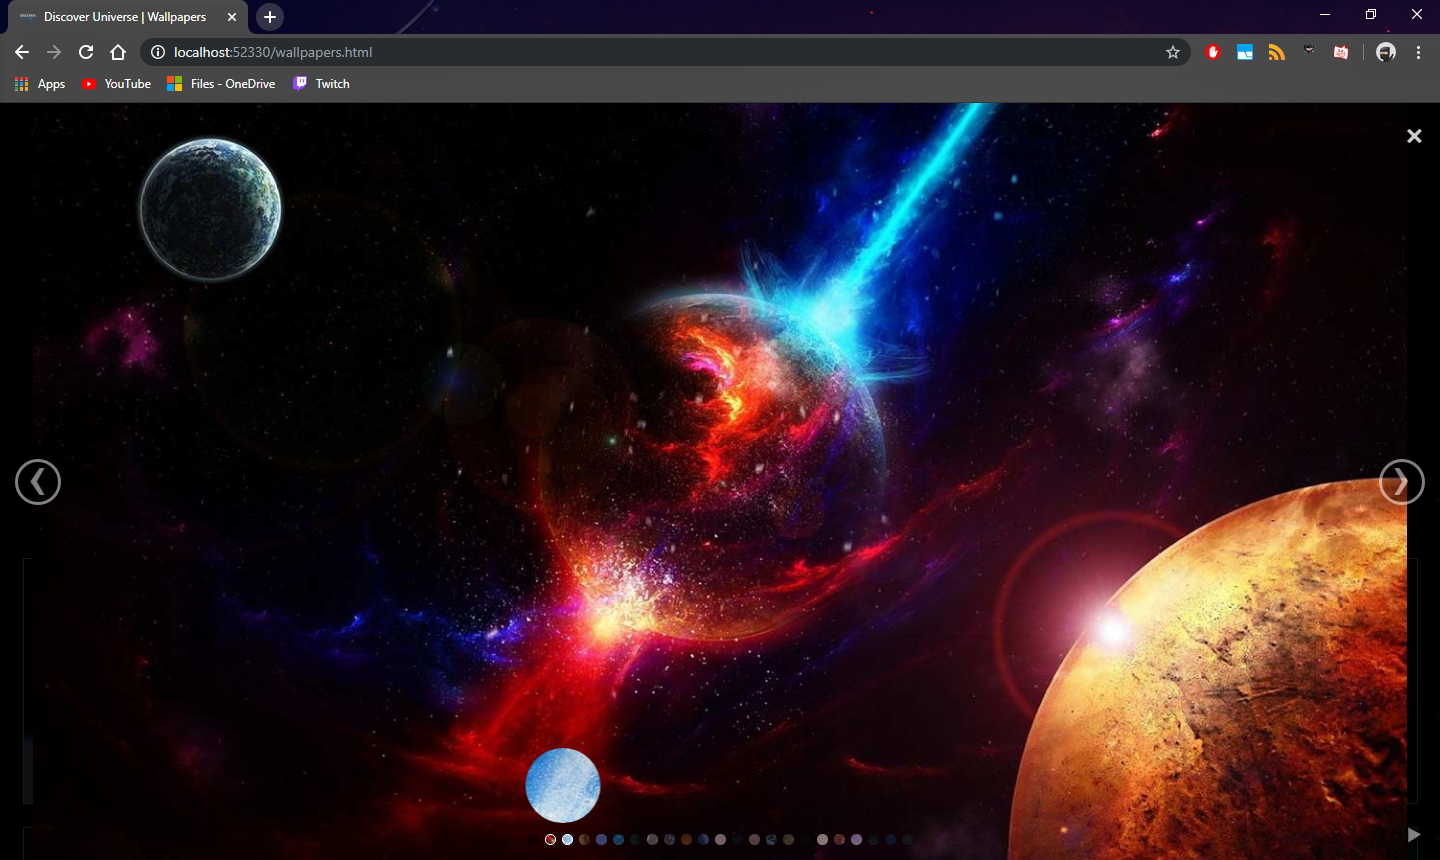 Discover Universe | Wallpapers
localhost:52330/wallpapers.html
Apps YouTube Files - OneDrive Twitch